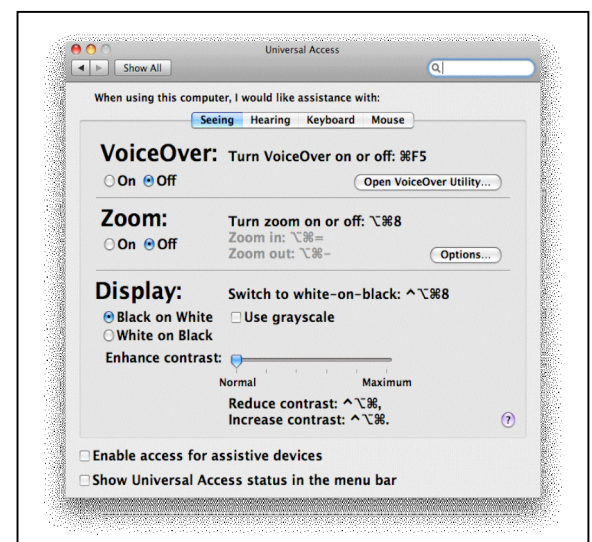 Universal Access
Show All
When using this computer, I would like assistance with:
Seeing Hearing Keyboard Mouse
VoiceOver: Turn VoiceOver on or off: ⌘F5
On Off Open VoiceOver Utility...
Zoom: Turn zoom on or off: ⌥⌘8
On Off Zoom in: ⌥⌘=
Zoom out: ⌥⌘-
Options...
Display: Switch to white-on-black: ^⌥⌘8
Black on White Use grayscale
White on Black
Enhance contrast:
Normal Maximum
Reduce contrast: ^⌥⌘,
Increase contrast: ^⌥⌘.
?
Enable access for assistive devices
Show Universal Access status in the menu bar